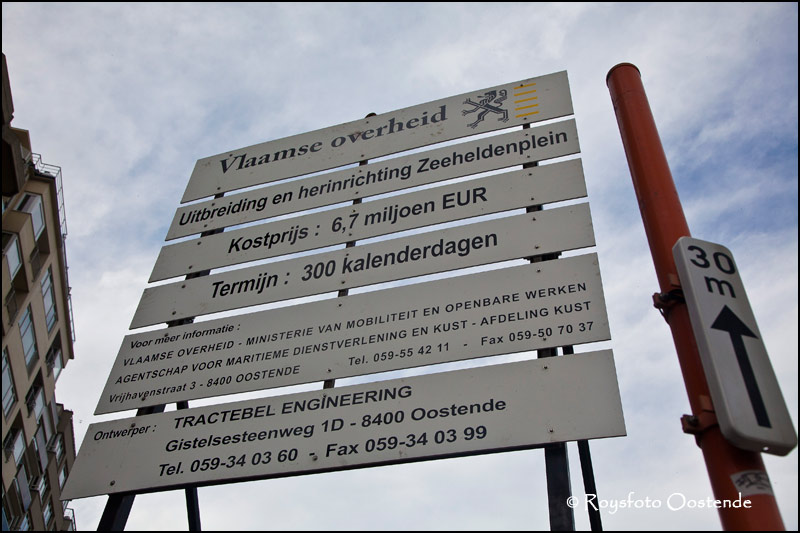 Vlaamse overheid
Uitbreiding en herinrichting Zeeheldenplein
Kostprijs : 6,7 miljoen EUR
Termijn : 300 kalenderdagen
Voor meer informatie :
VLAAMSE OVERHEID - MINISTERIE VAN MOBILITEIT EN OPENBARE WERKEN
AGENTSCHAP VOOR MARITIEME DIENSTVERLENING EN KUST - AFDELING KUST
Vrijhavenstraat 3 - 8400 OOSTENDE Tel. 059-55 42 11 - Fax 059-50 70 37
Ontwerper : TRACTEBEL ENGINEERING
Gistelsesteenweg 1D - 8400 Oostende
Tel. 059-34 03 60 - Fax 059-34 03 99
30
m
© Roysfoto Oostende